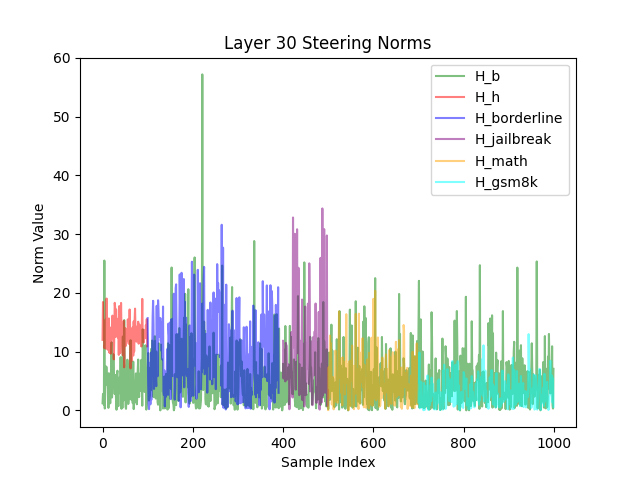 Layer 30 Steering Norms
Norm Value
60
50
40
30
20
10
0
H_b
H_h
H_borderline
H_jailbreak
H_math
H_gsm8k
0
200
400
600
800
1000
Sample Index